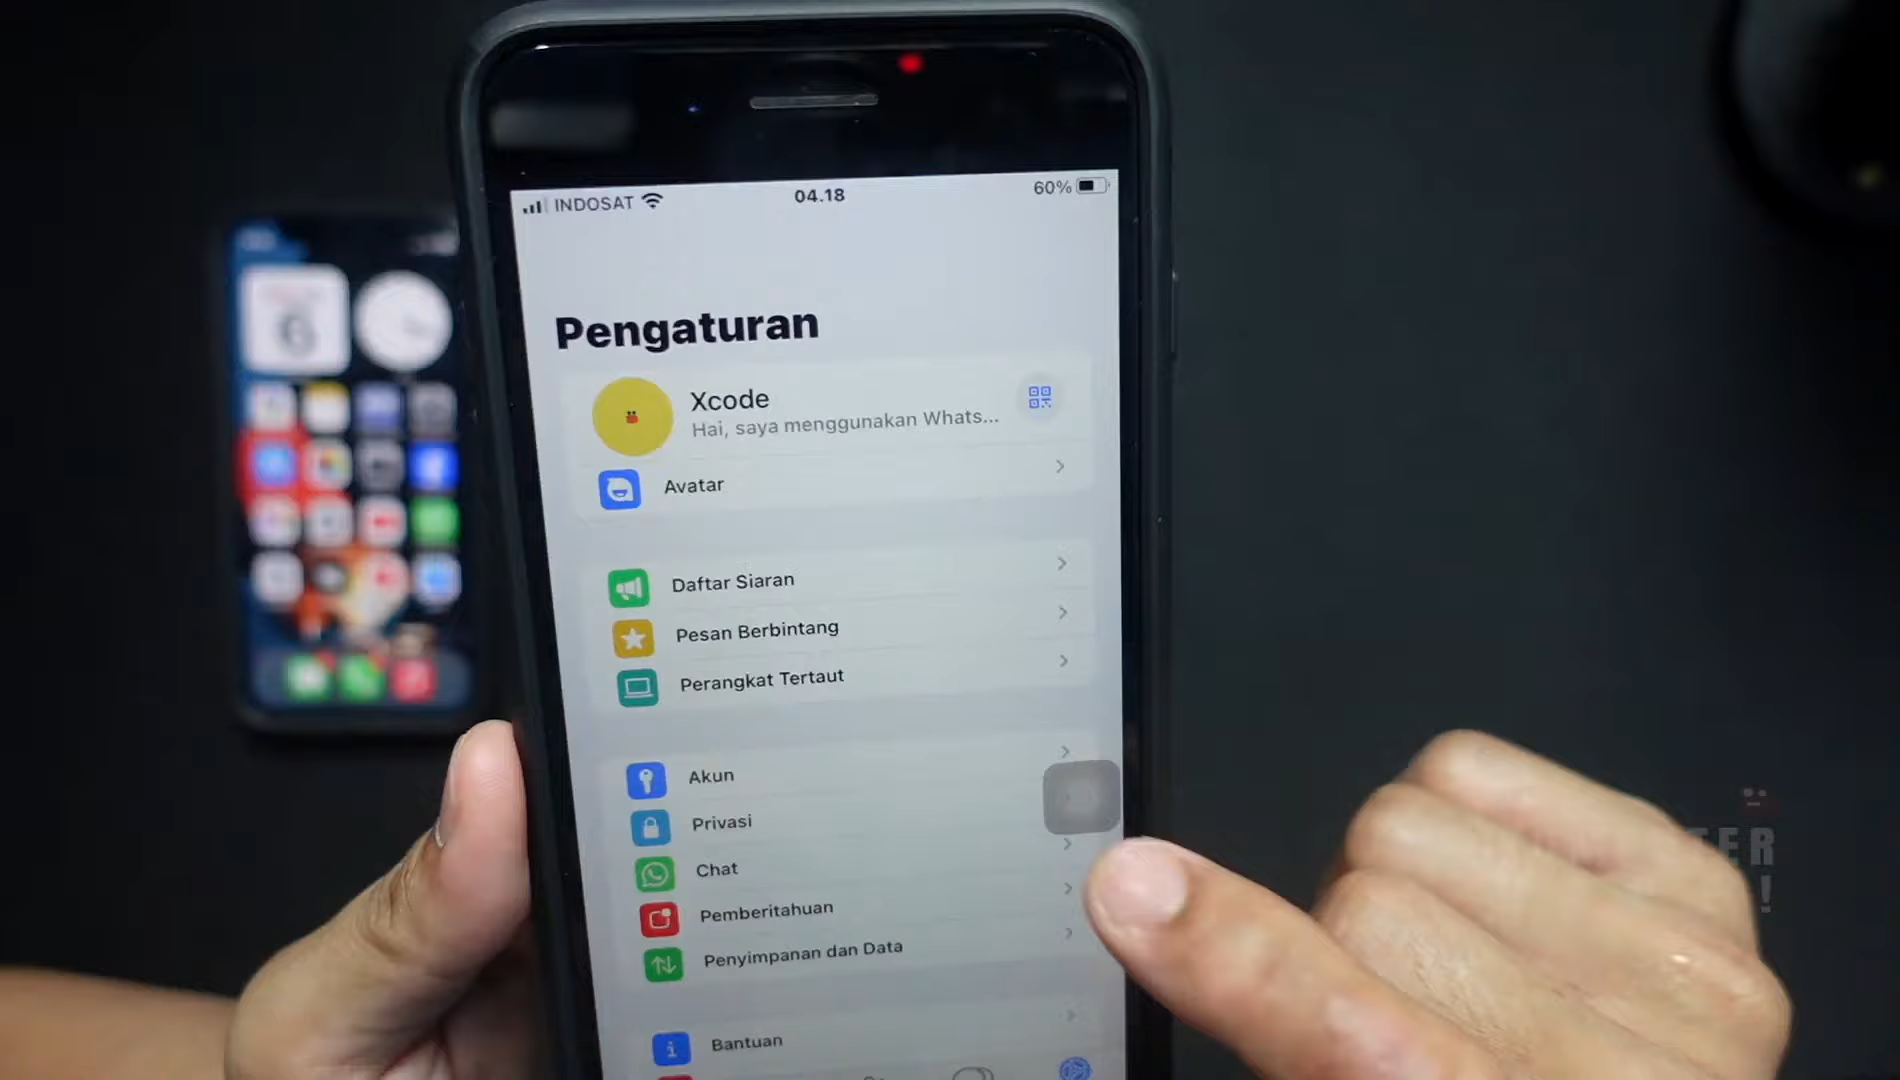 INDOSAT
04.18
60%
Pengaturan
Xcode
Hai, saya menggunakan Whats...
Avatar
Daftar Siaran
Pesan Berbintang
Perangkat Tertaut
Akun
Privasi
Chat
Pemberitahuan
Penyimpanan dan Data
Bantuan